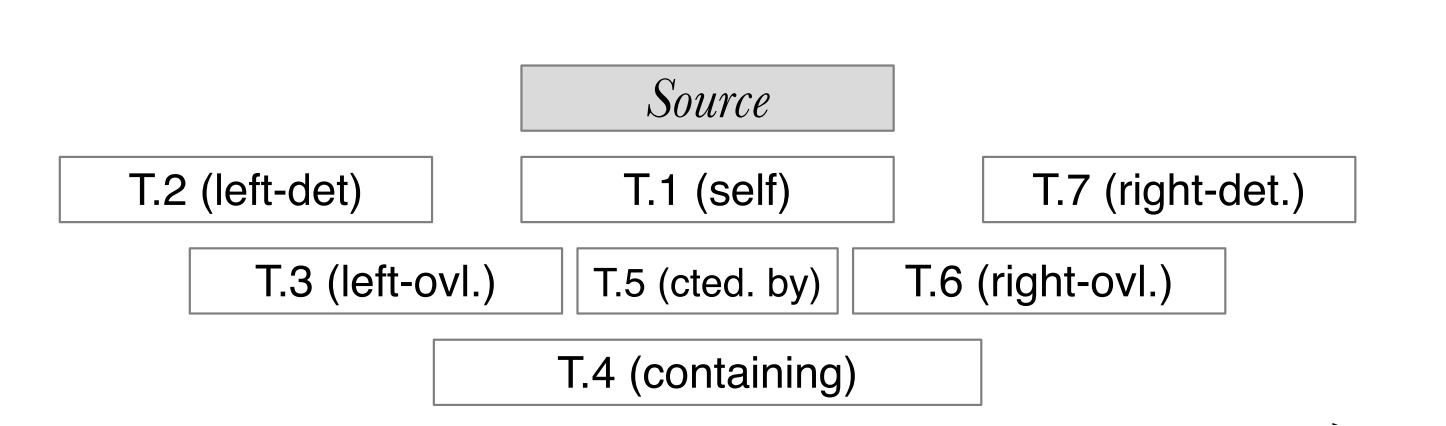 Source
T.2 (left-det) T.1 (self) T.7 (right-det.)
T.3 (left-ovl.) T.5 (cted. by) T.6 (right-ovl.)
T.4 (containing)